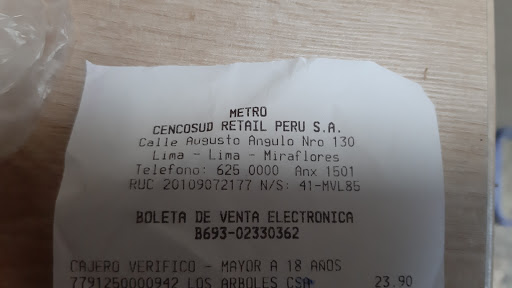 METRO
CENCOSUD RETAIL PERU S.A.
Calle Augusto Angulo Nro 130
Lima - Lima - Miraflores
Telefono: 625 0000 Anx 1501
RUC 20109072177 N/S: 41-MVL85
BOLETA DE VENTA ELECTRONICA
B693-02330362
CAJERO VERIFICO - MAYOR A 18 AÑOS
7791250000942 LOS ARBOLES CSA 23.90